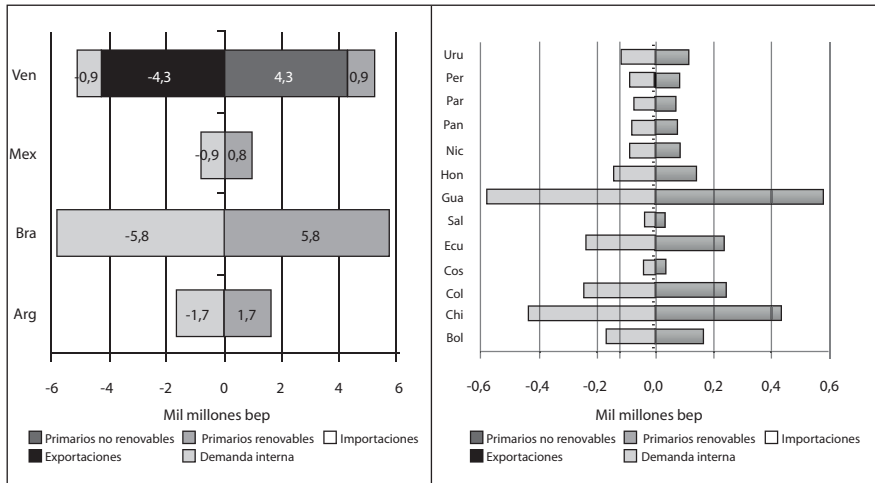 Ven
-0,9
-4,3
4,3
0,9
Mex
-0,9
0,8
Bra
-5,8
5,8
Arg
-1,7
1,7
-6 -4 -2 0 2 4 6
Mil millones bep
Primarios no renovables Primarios renovables Importaciones
Exportaciones Demanda interna
Uru
Per
Par
Pan
Nic
Hon
Gua
Sal
Ecu
Cos
Col
Chi
Bol
-0,6 -0,4 -0,2 0,0 0,2 0,4 0,6
Mil millones bep
Primarios no renovables Primarios renovables Importaciones
Exportaciones Demanda interna